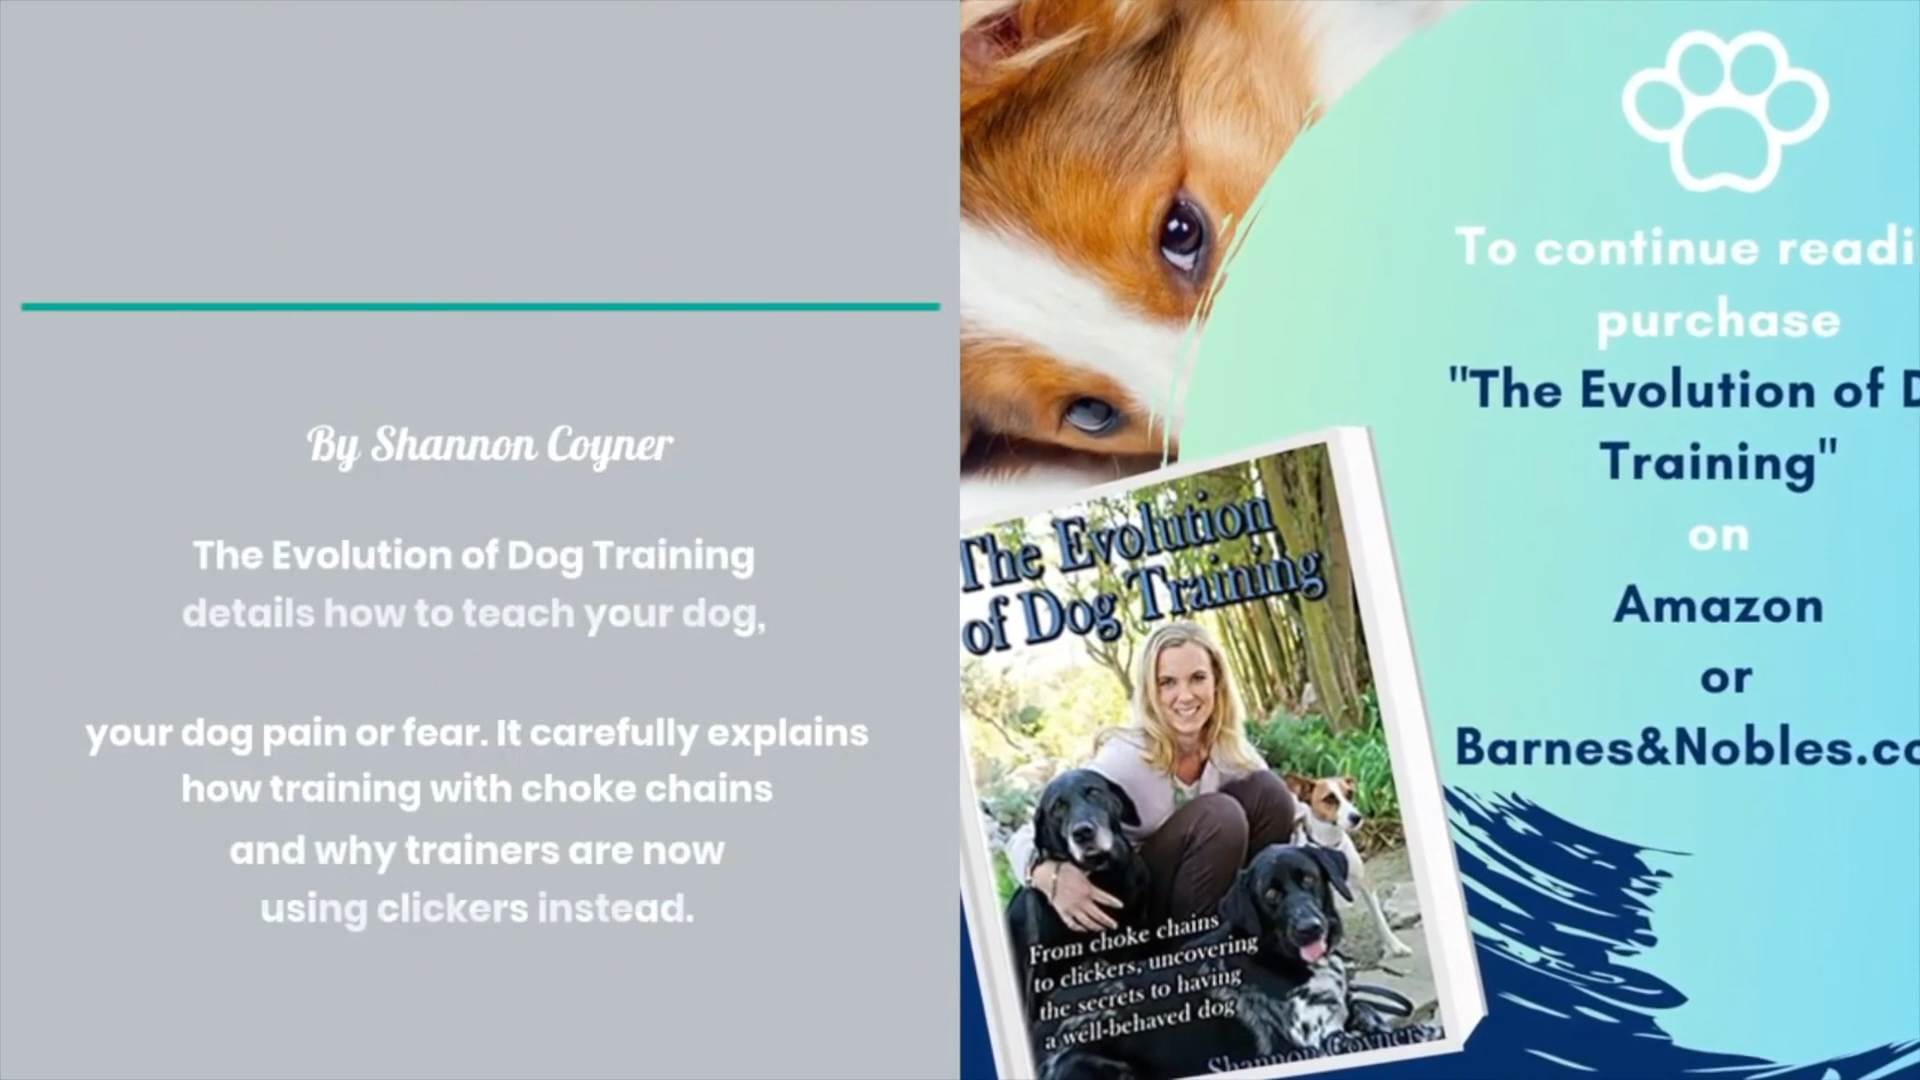 By Shannon Coyner
The Evolution of Dog Training
details how to teach your dog,
your dog pain or fear. It carefully explains
how training with choke chains
and why trainers are now
using clickers instead.
To continue readi
purchase
"The Evolution of D
Training"
on
Amazon
or
Barnes&Nobles.co
The Evolution
of Dog Training
From choke chains
to clickers, uncovering
the secrets to having
a well-behaved dog
Shannon Coyner